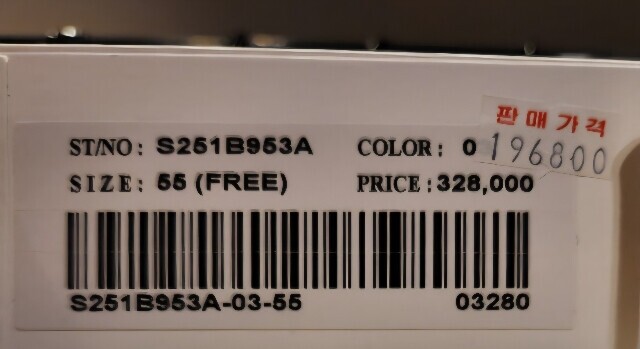 판매가격
196800
ST/NO: S251B953A COLOR: 0
SIZE: 55 (FREE) PRICE: 328,000
S251B953A-03-55 03280